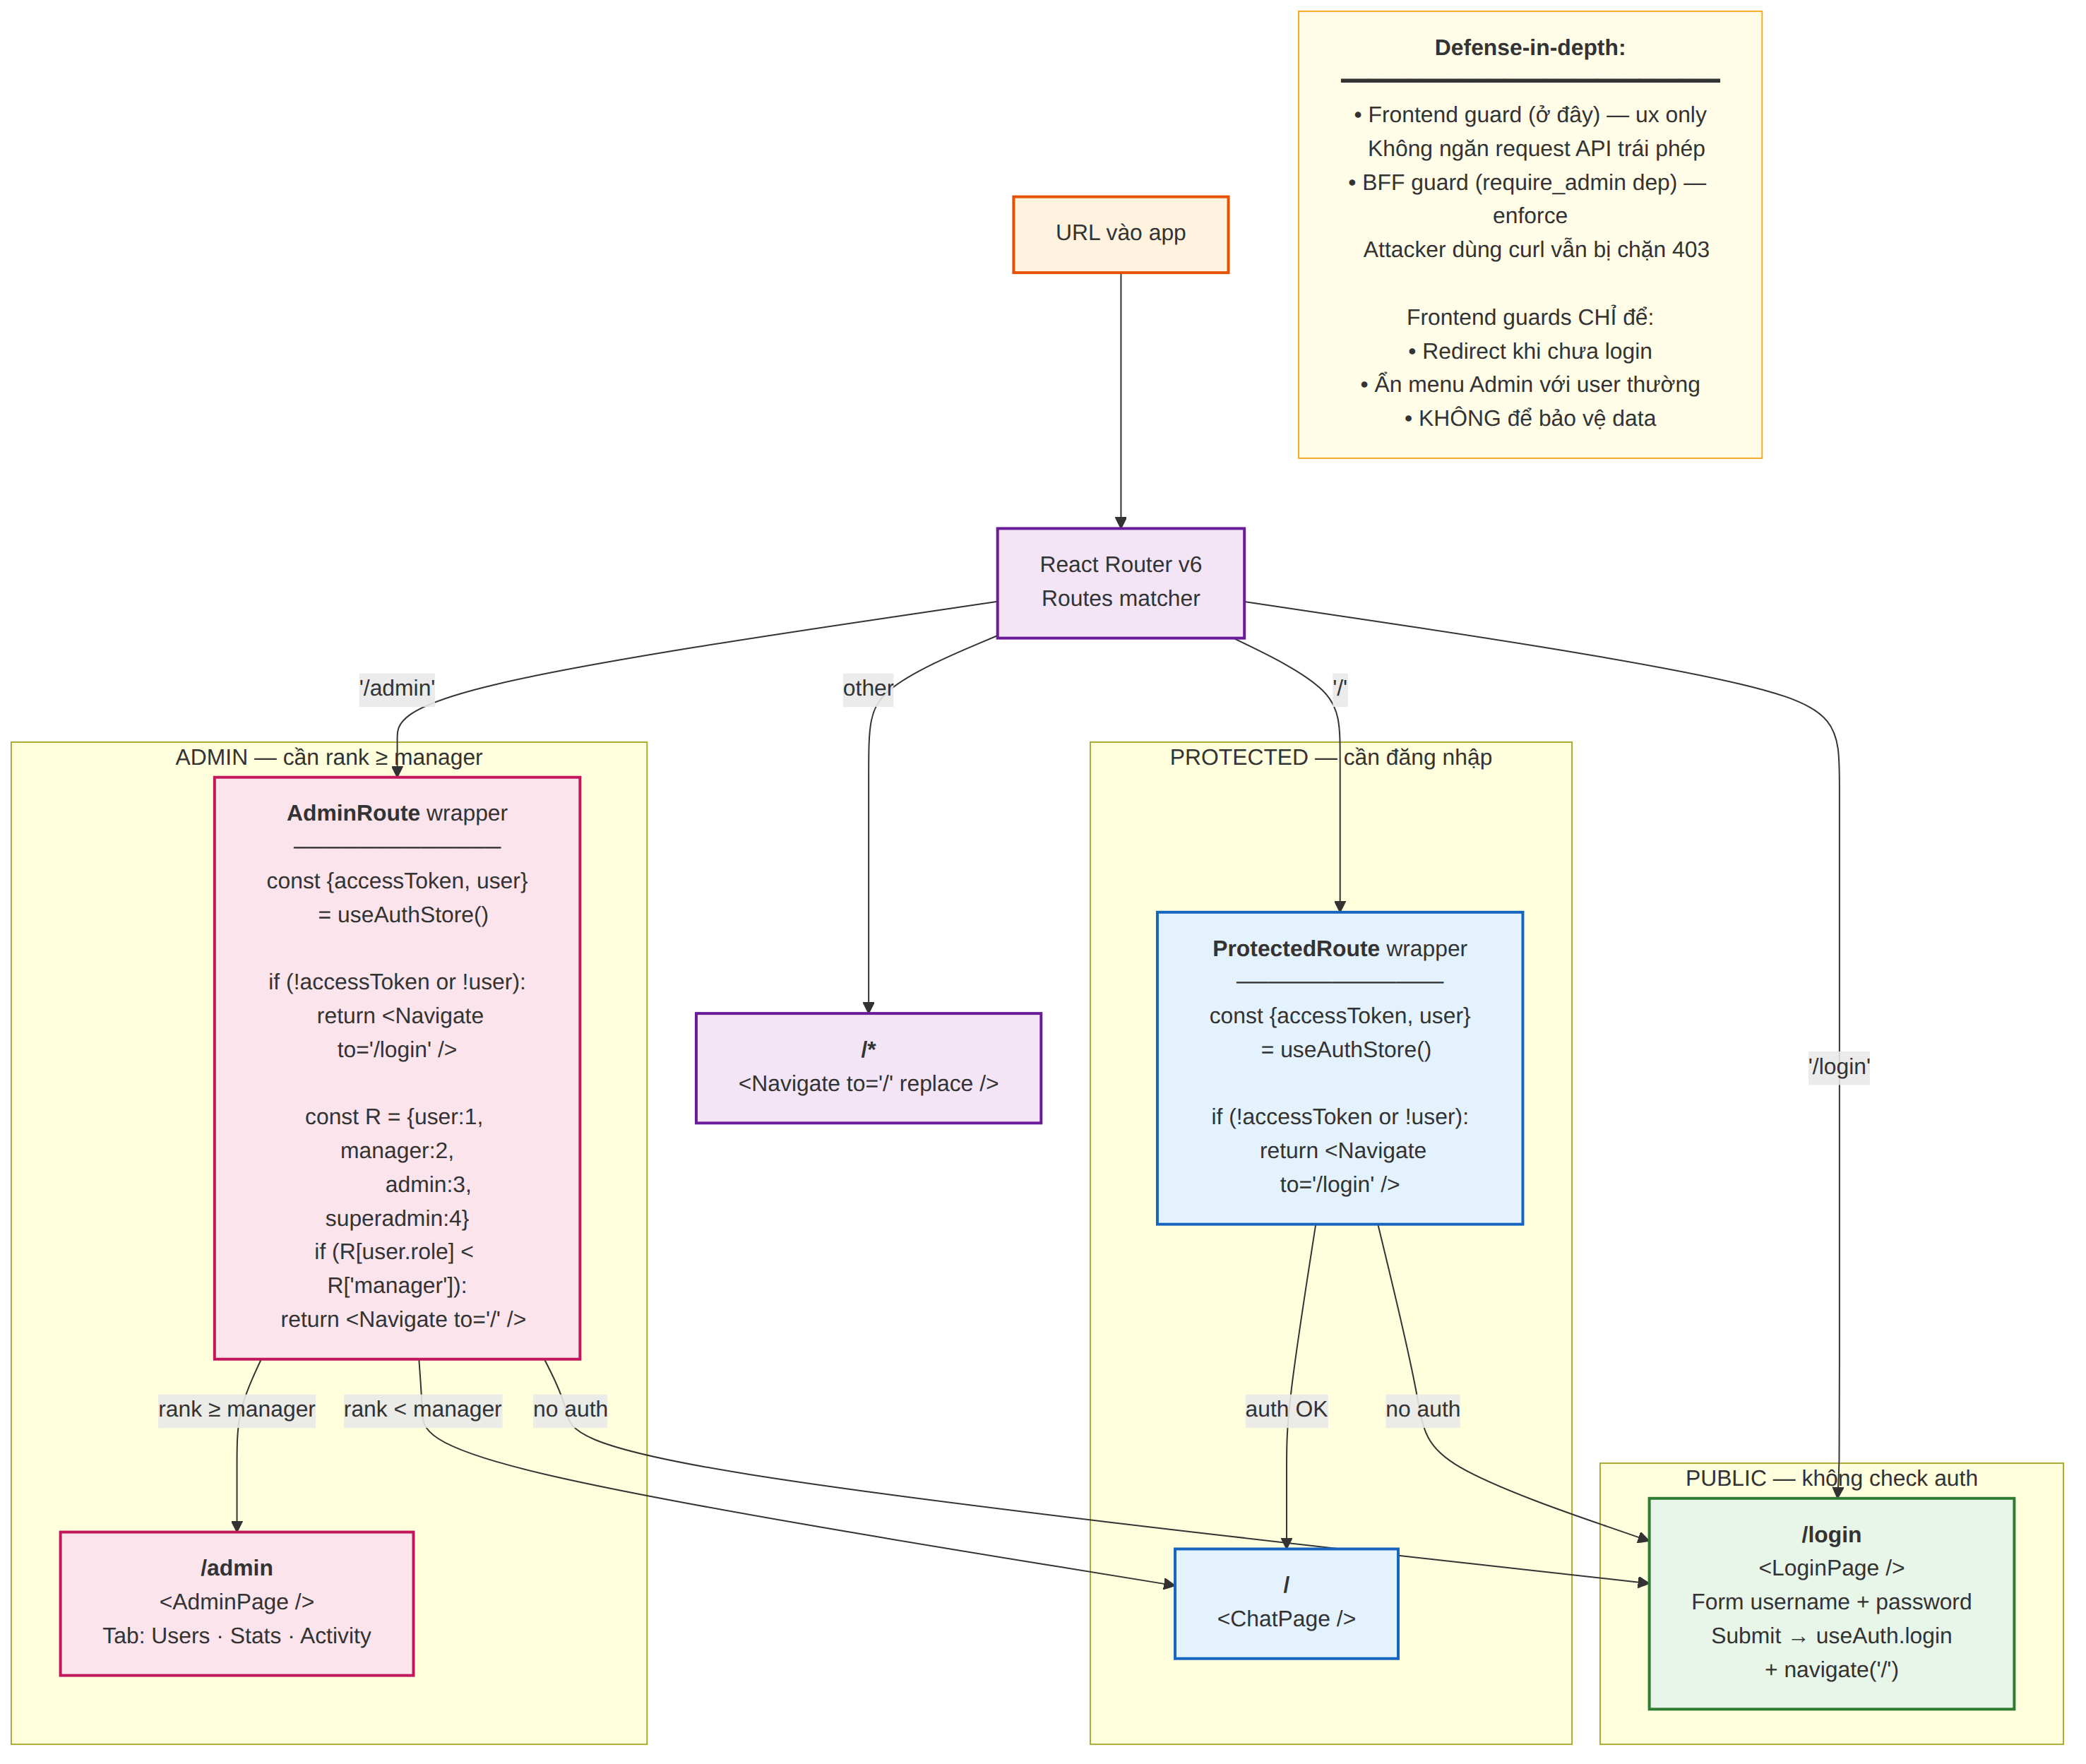 Defense-in-depth:
• Frontend guard (ở đây) — ux only
Không ngăn request API trái phép
• BFF guard (require_admin dep) —
enforce
Attacker dùng curl vẫn bị chặn 403
Frontend guards CHỈ để:
• Redirect khi chưa login
• Ẩn menu Admin với user thường
• KHÔNG để bảo vệ data
URL vào app
React Router v6
Routes matcher
'/admin'
other
'/'
'/login'
ADMIN — cần rank ≥ manager
AdminRoute wrapper
const {accessToken, user}
= useAuthStore()
if (!accessToken or !user):
return <Navigate
to='/login' />
const R = {user:1,
manager:2,
admin:3,
superadmin:4}
if (R[user.role] <
R['manager']):
return <Navigate to='/' />
rank ≥ manager
rank < manager
no auth
/admin
<AdminPage />
Tab: Users · Stats · Activity
/*
<Navigate to='/' replace />
PROTECTED — cần đăng nhập
ProtectedRoute wrapper
const {accessToken, user}
= useAuthStore()
if (!accessToken or !user):
return <Navigate
to='/login' />
auth OK
no auth
/
<ChatPage />
PUBLIC — không check auth
/login
<LoginPage />
Form username + password
Submit → useAuth.login
+ navigate('/')